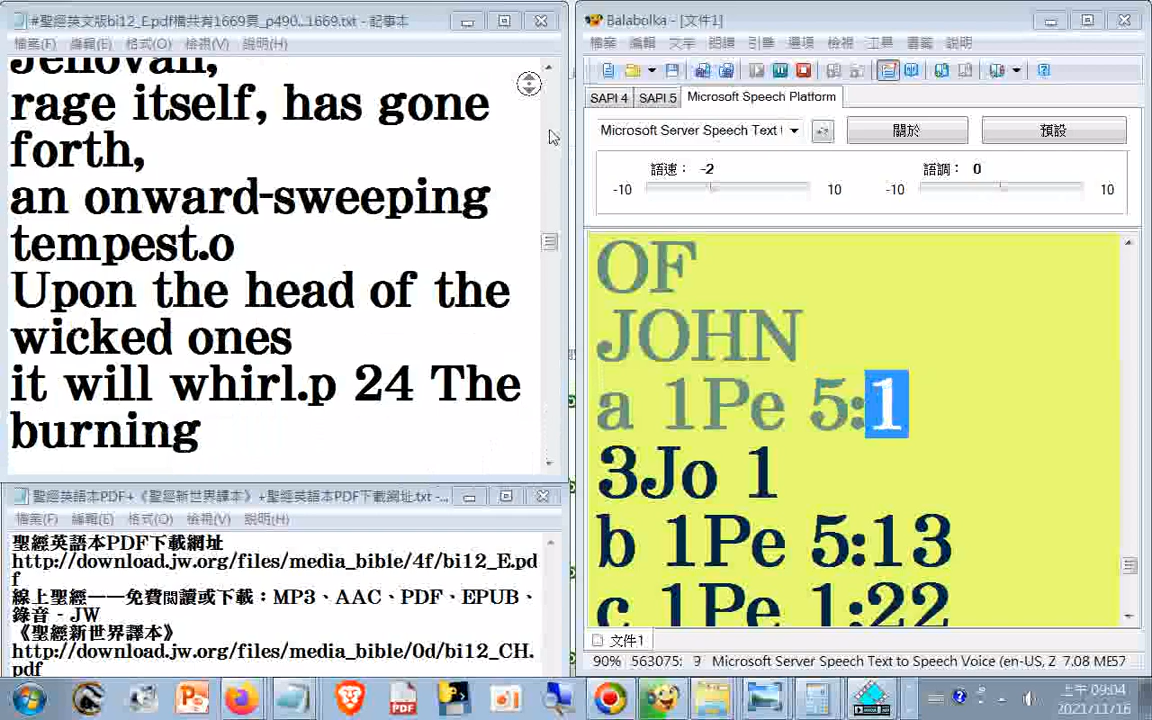 #聖經英文版bi12_E.pdf檔共有1669頁_p490...1669.txt - 記事本
檔案(F) 編輯(E) 格式(O) 檢視(V) 說明(H)
Jehovah,
rage itself, has gone
forth,
an onward-sweeping
tempest.o
Upon the head of the
wicked ones
it will whirl.p 24 The
burning
聖經英語本PDF+《聖經新世界譯本》+聖經英語本PDF下載網址.txt - ...
檔案(F) 編輯(E) 格式(O) 檢視(V) 說明(H)
聖經英語本PDF下載網址
http://download.jw.org/files/media_bible/4f/bi12_E.pd
f
線上聖經——免費閱讀或下載：MP3、AAC、PDF、EPUB、
錄音 - JW
《聖經新世界譯本》
http://download.jw.org/files/media_bible/0d/bi12_CH.
pdf
Balabolka - [文件1]
檔案 編輯 文字 朗讀 引擎 選項 檢視 工具 書籤 說明
SAPI 4 SAPI 5 Microsoft Speech Platform
Microsoft Server Speech Text 關於 預設
語速： -2 語調： 0
-10 10 -10 10
OF
JOHN
a 1Pe 5:1
3Jo 1
b 1Pe 5:13
c 1Pe 1:22
文件1
90% 563075: 9 Microsoft Server Speech Text to Speech Voice (en-US, Z 7.08 ME57
上午 09:04
2021/11/16